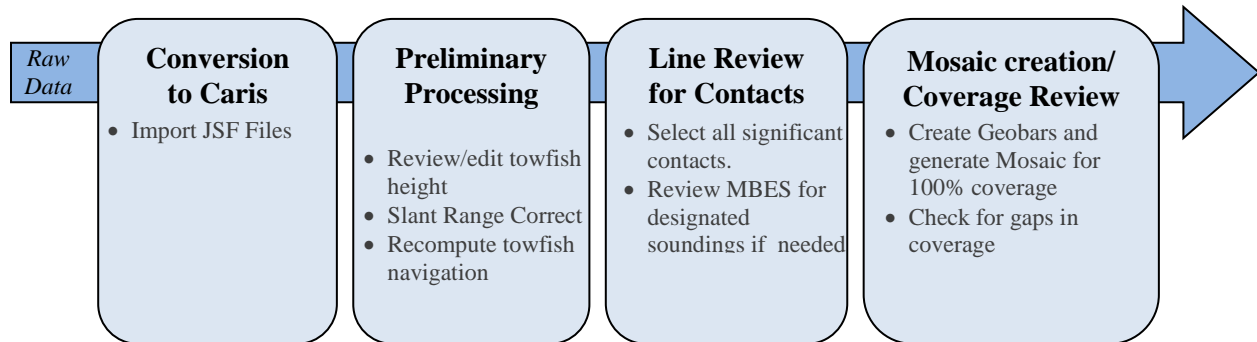 Raw
Data
Conversion
to Caris
• Import JSF Files
Preliminary
Processing
• Review/edit towfish
height
• Slant Range Correct
• Recompute towfish
navigation
Line Review
for Contacts
• Select all significant
contacts.
• Review MBES for
designated
soundings if needed
Mosaic creation/
Coverage Review
• Create Geobars and
generate Mosaic for
100% coverage
• Check for gaps in
coverage